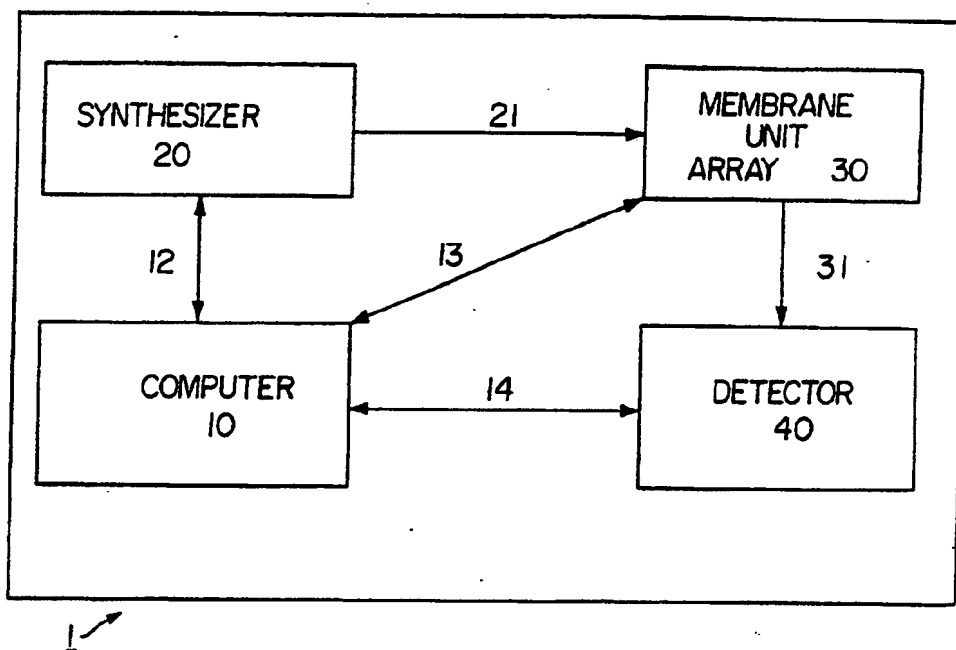 SYNTHESIZER
20
21
MEMBRANE
UNIT
ARRAY 30
12
13
31
COMPUTER
10
14
DETECTOR
40
1